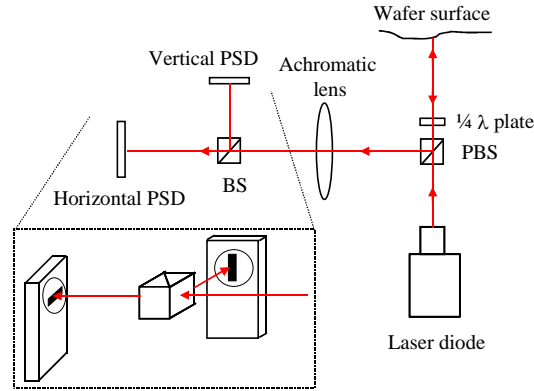 Wafer surface
Vertical PSD
Achromatic
lens
¼ λ plate
PBS
BS
Horizontal PSD
Laser diode